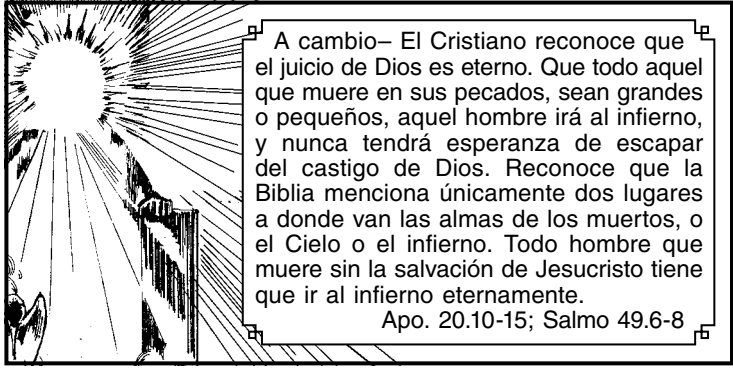 A cambio– El Cristiano reconoce que
el juicio de Dios es eterno. Que todo aquel
que muere en sus pecados, sean grandes
o pequeños, aquel hombre irá al infierno,
y nunca tendrá esperanza de escapar
del castigo de Dios. Reconoce que la
Biblia menciona únicamente dos lugares
a donde van las almas de los muertos, o
el Cielo o el infierno. Todo hombre que
muere sin la salvación de Jesucristo tiene
que ir al infierno eternamente.
Apo. 20.10-15; Salmo 49.6-8